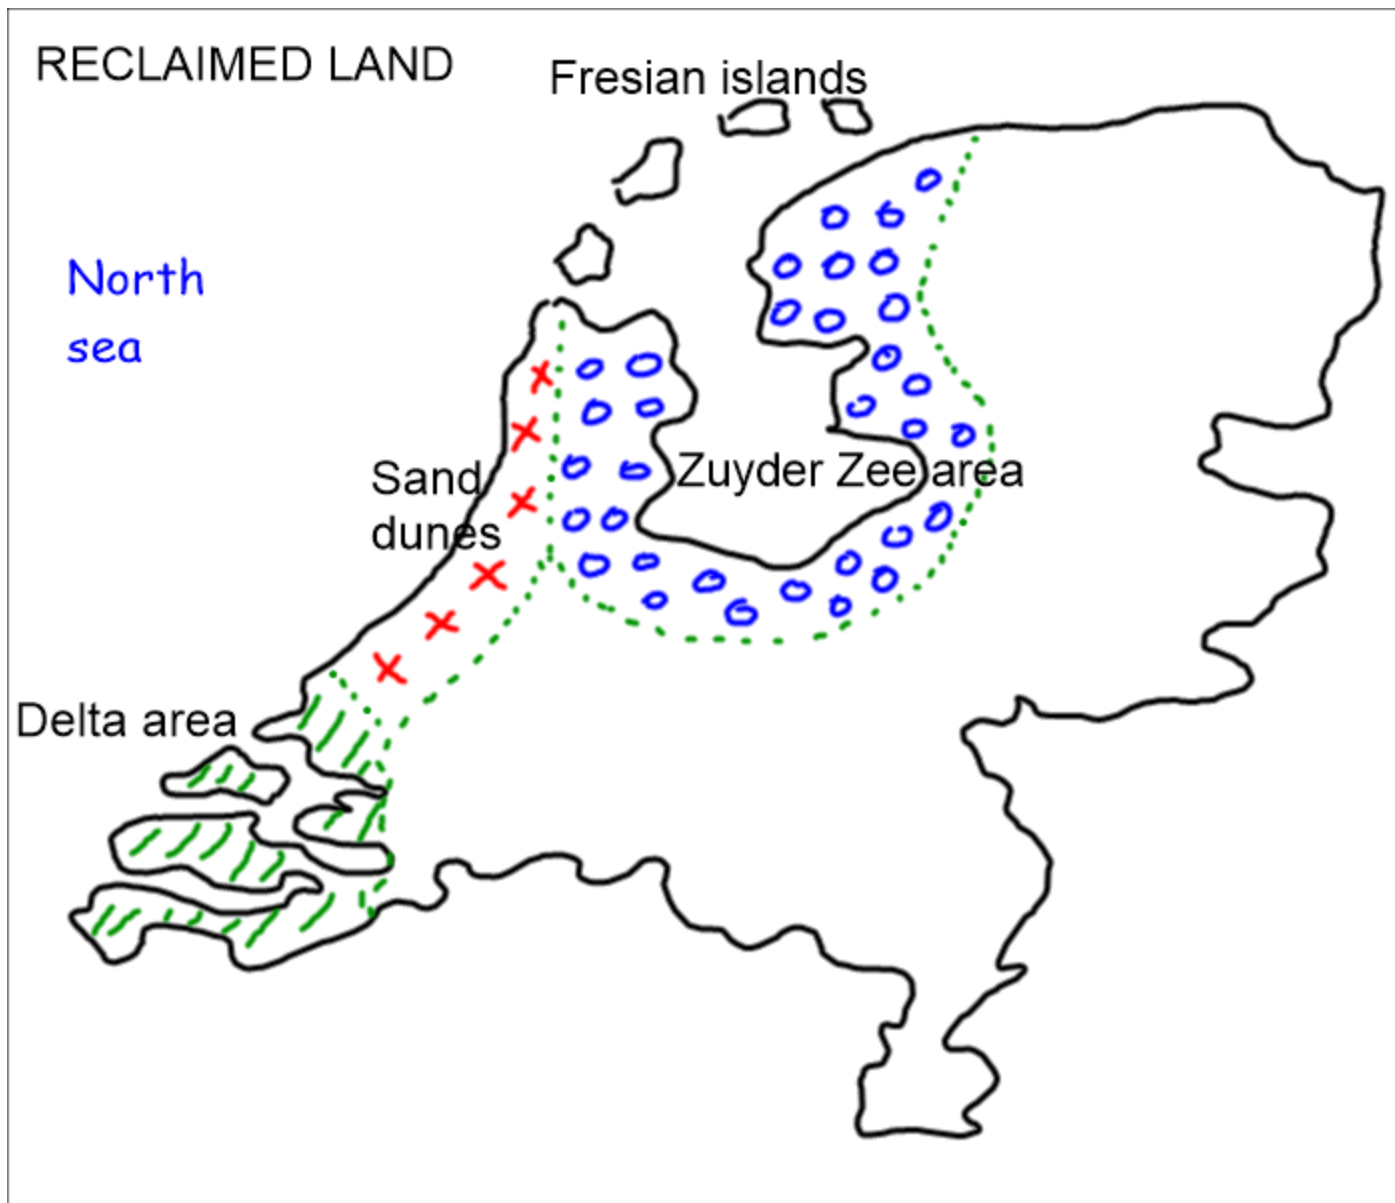 RECLAIMED LAND
Fresian islands
North
sea
Sand
dunes
Zuyder Zee area
Delta area